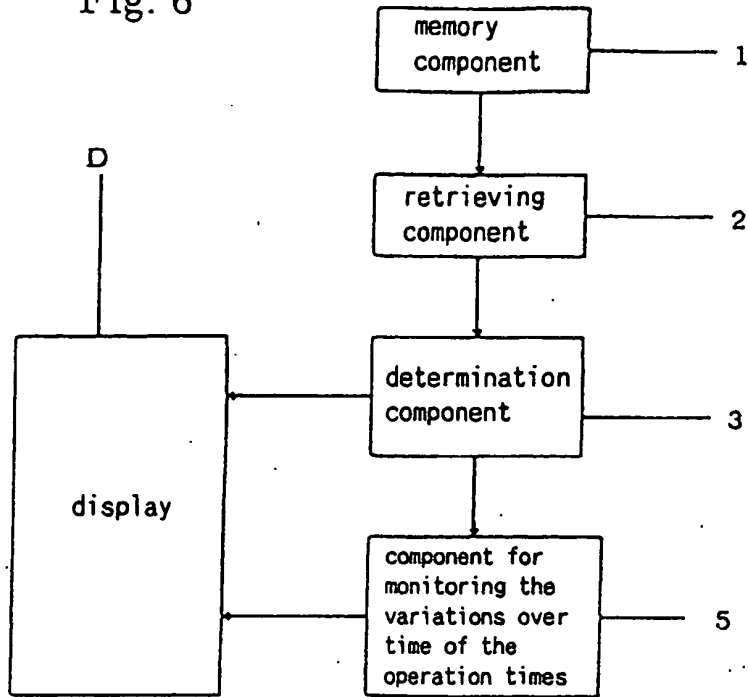 Fig. 6
memory
component
1
retrieving
component
2
D
determination
component
3
display
component for
monitoring the
variations over
time of the
operation times
5